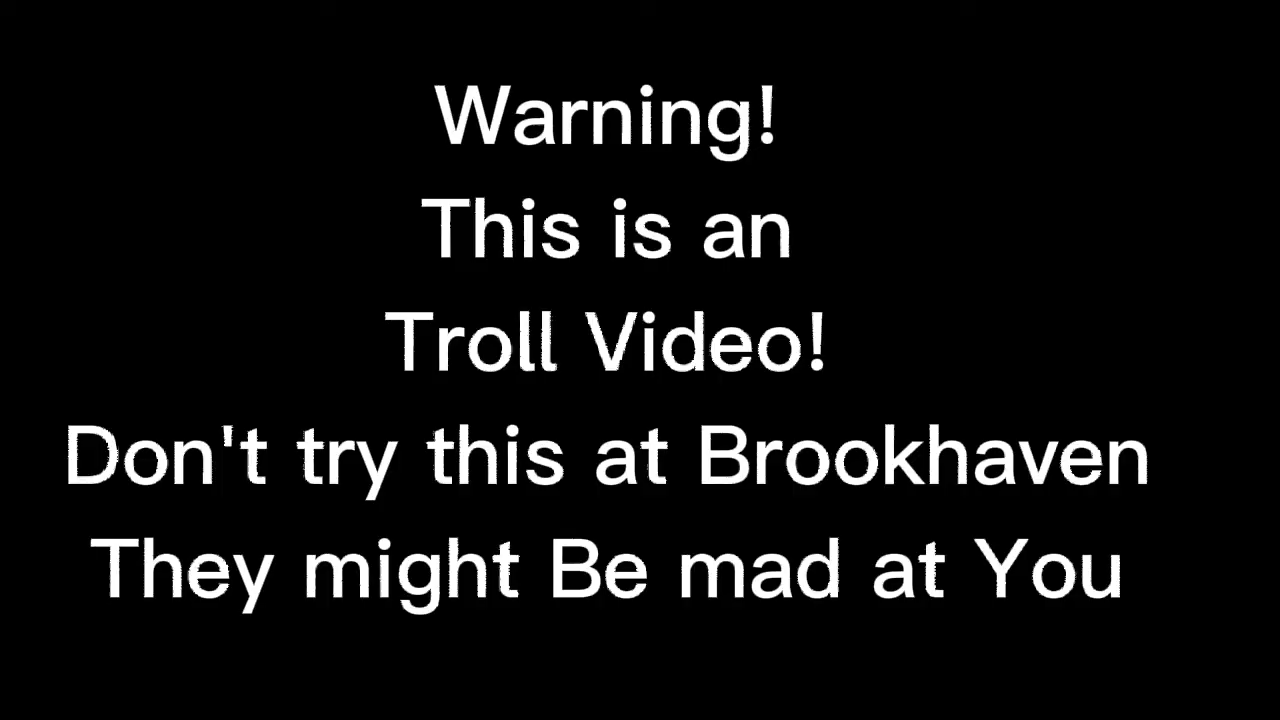 Warning!
This is an
Troll Video!
Don't try this at Brookhaven
They might Be mad at You